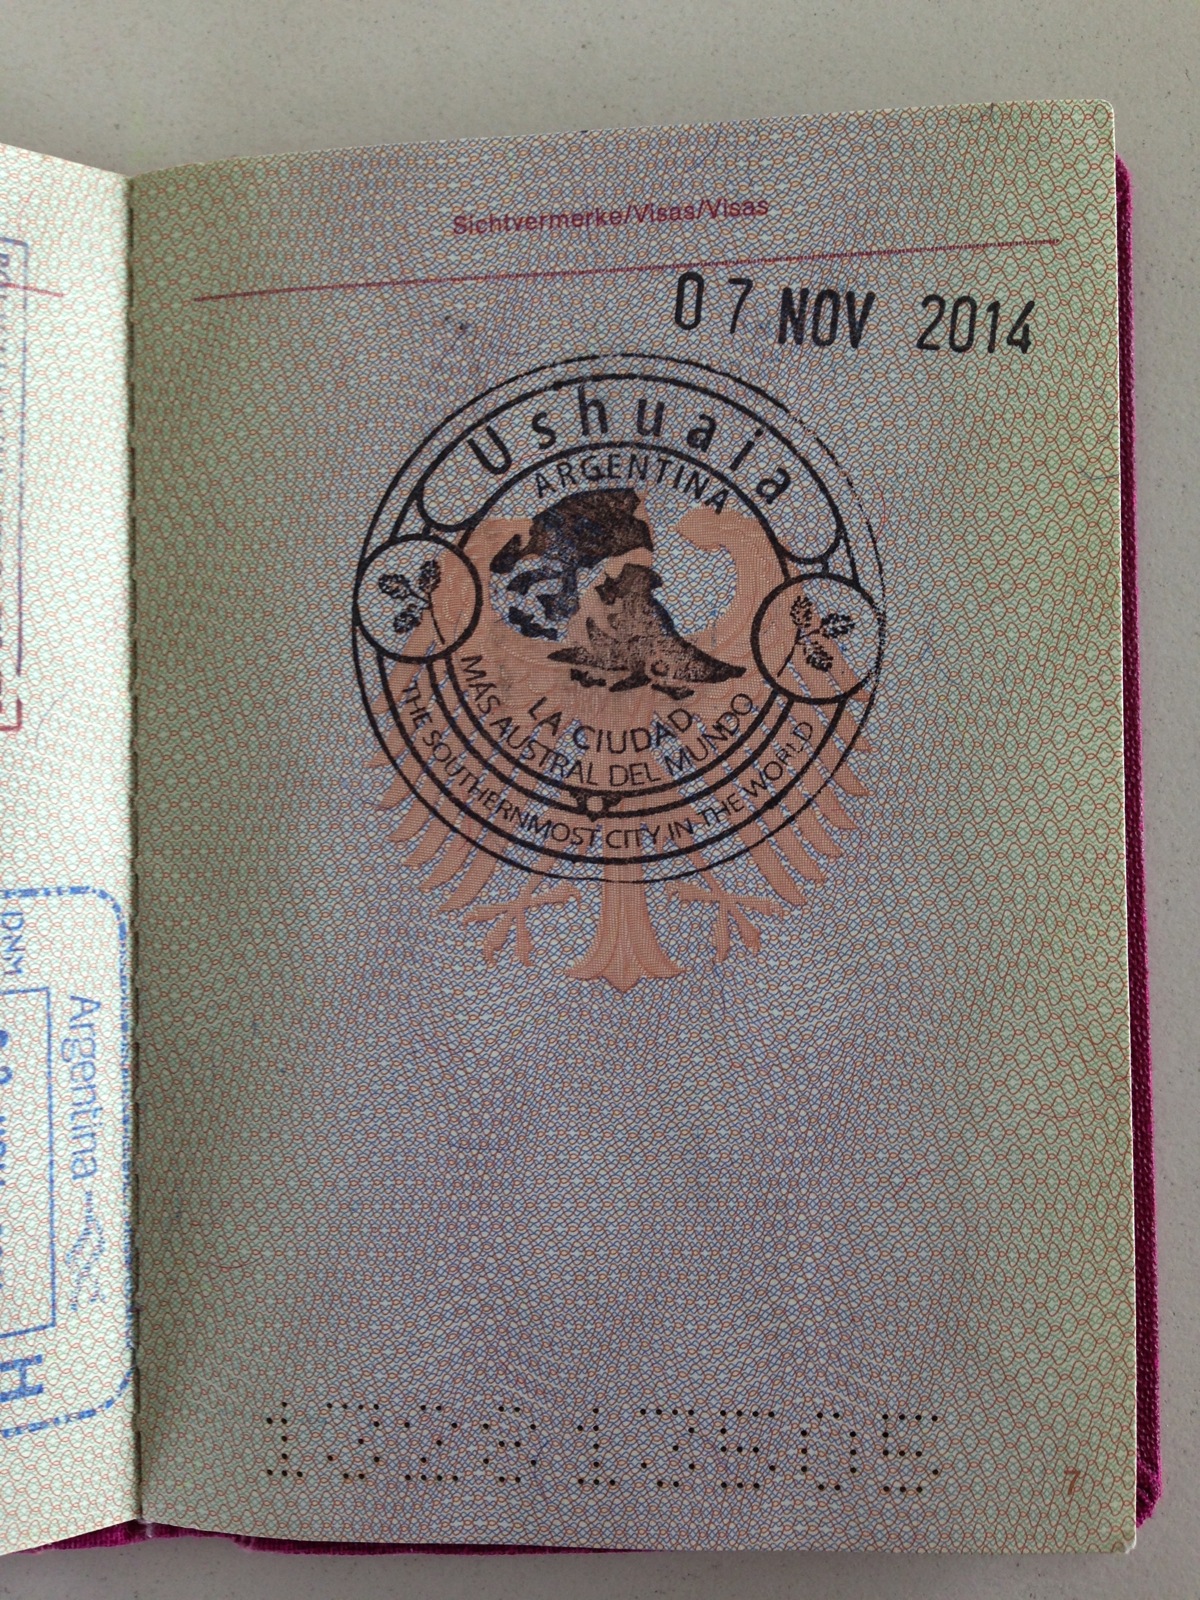 Sichtvermerke/Visas/Visas
07 NOV 2014
Ushuaia
ARGENTINA
LA CIUDAD
MÁS AUSTRAL DEL MUNDO
THE SOUTHERNMOST CITY IN THE WORLD
DNM
Argentina
H
7